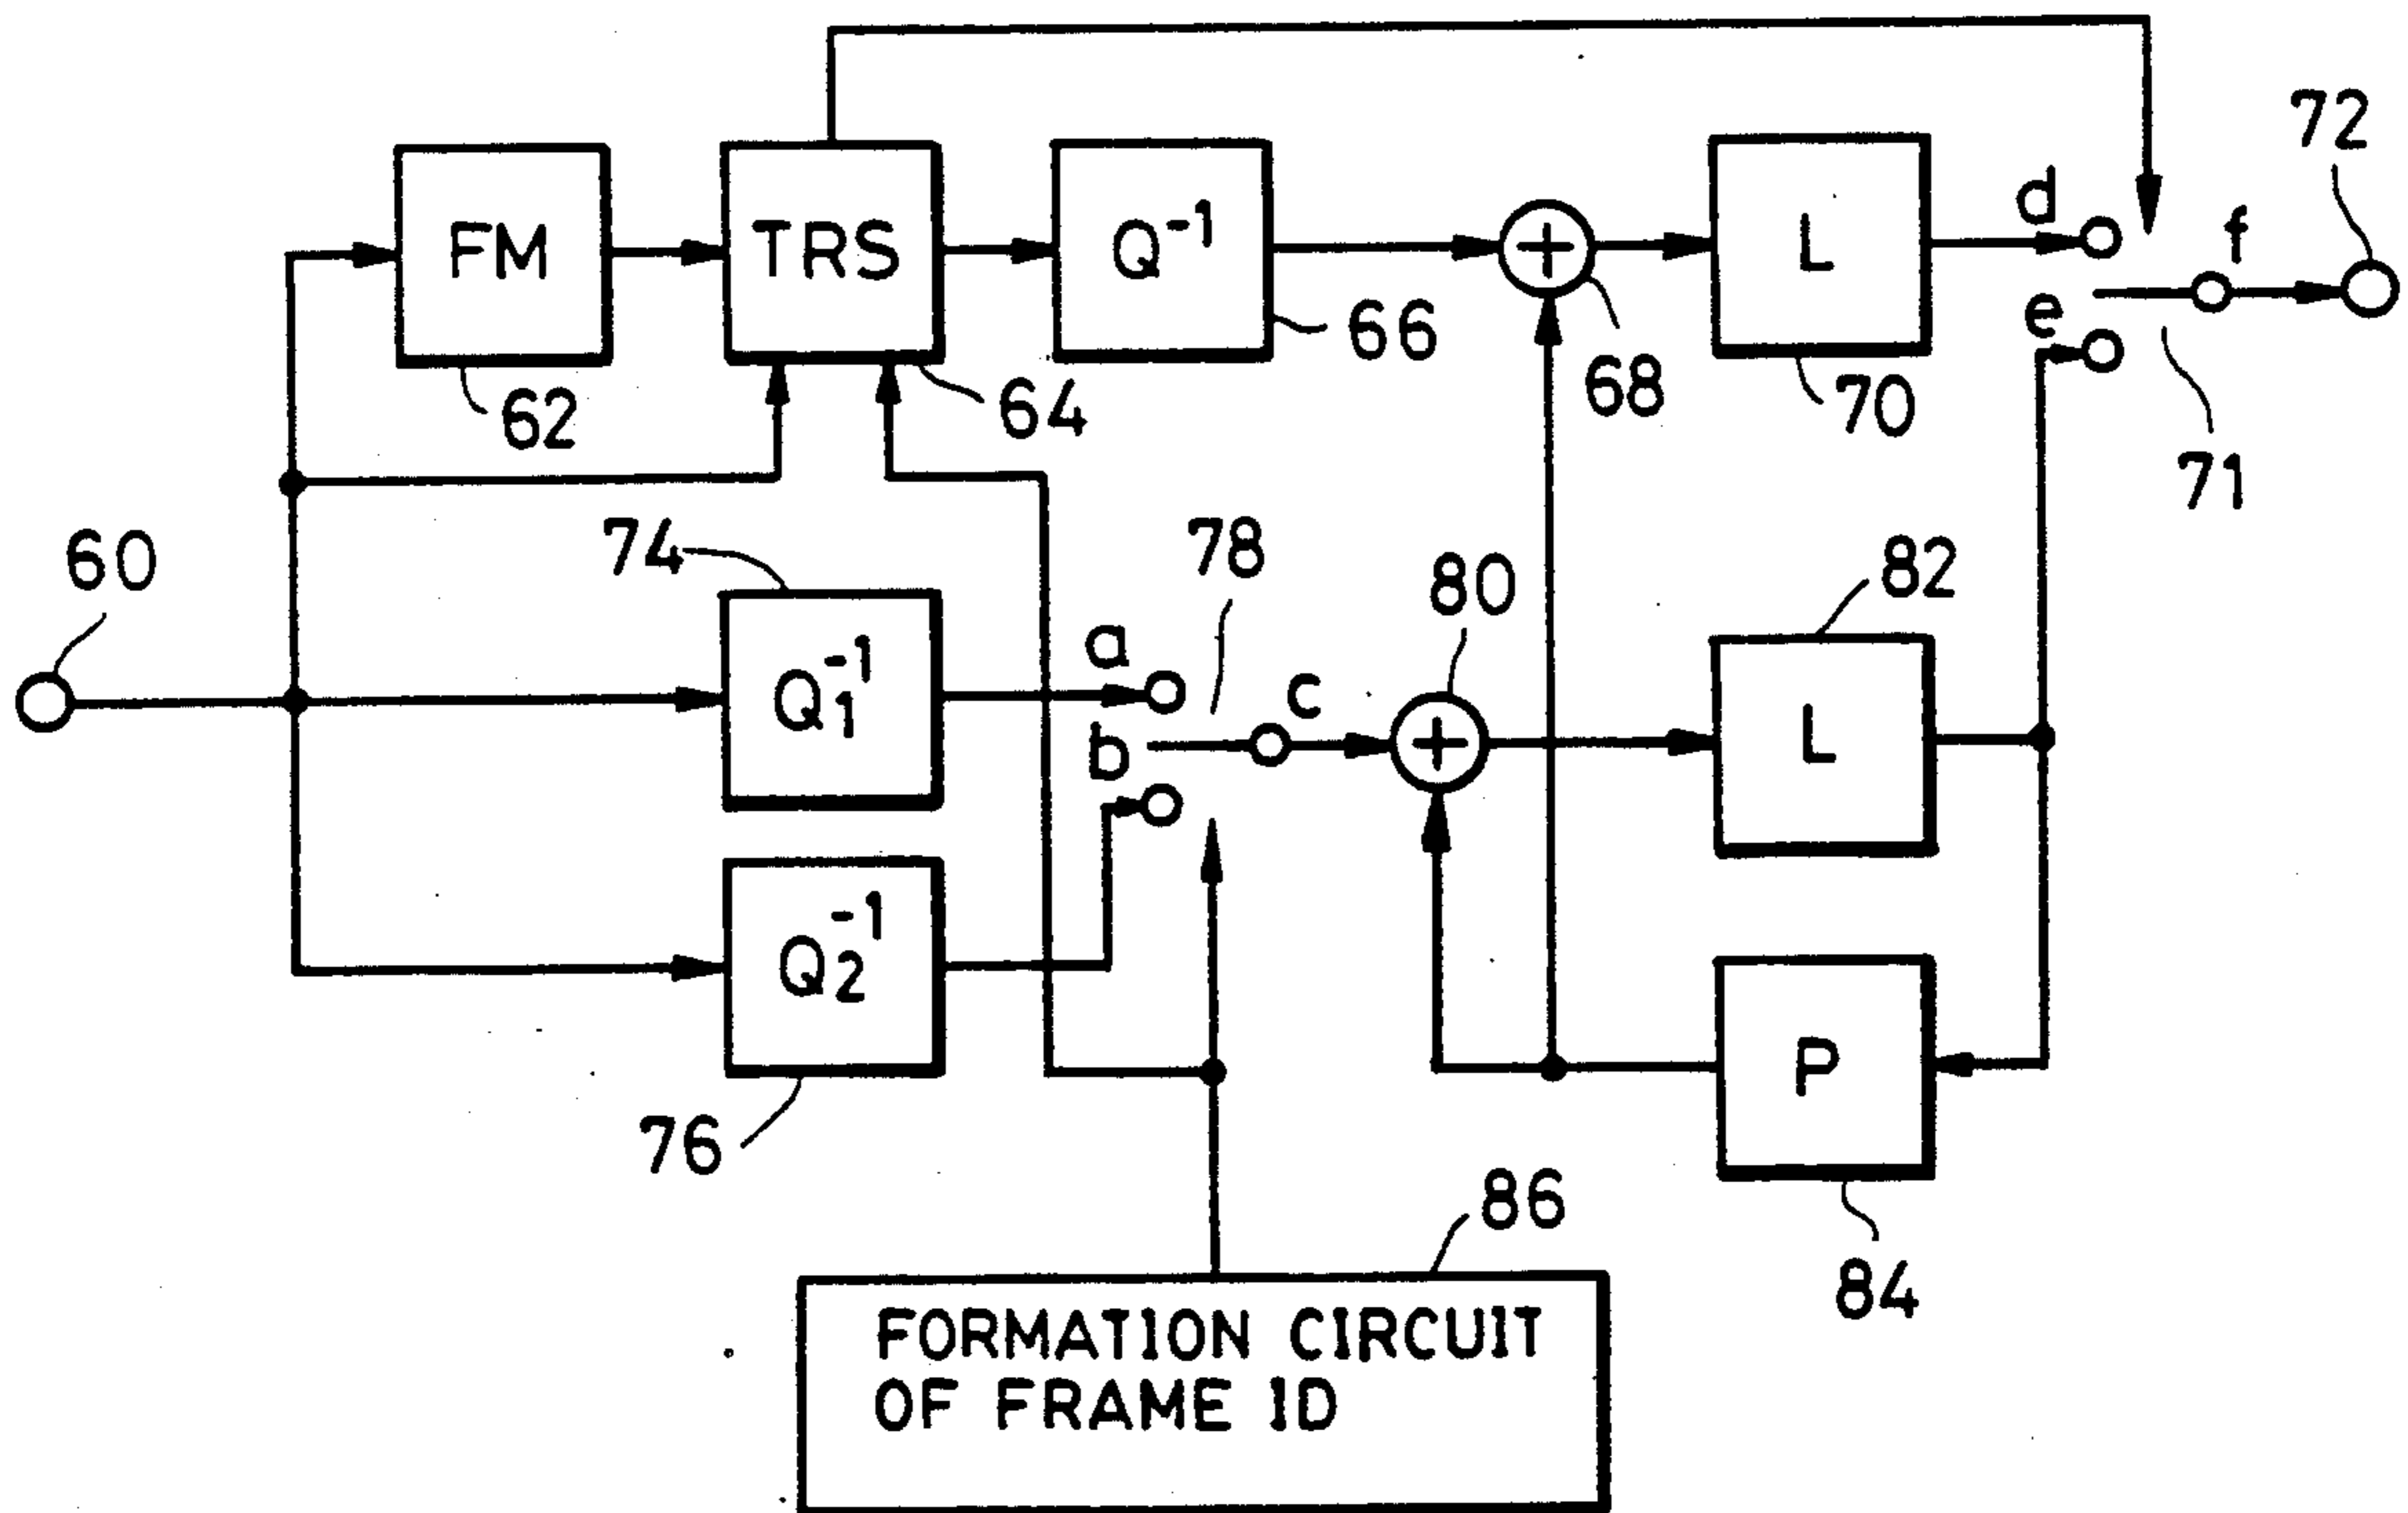 72
FM
TRS
Q⁻¹
L
d
f
e
66
62
64
68
70
71
60
74
78
80
82
a
c
Q₁⁻¹
b
L
Q₂⁻¹
P
76
86
84
FORMATION CIRCUIT
OF FRAME ID